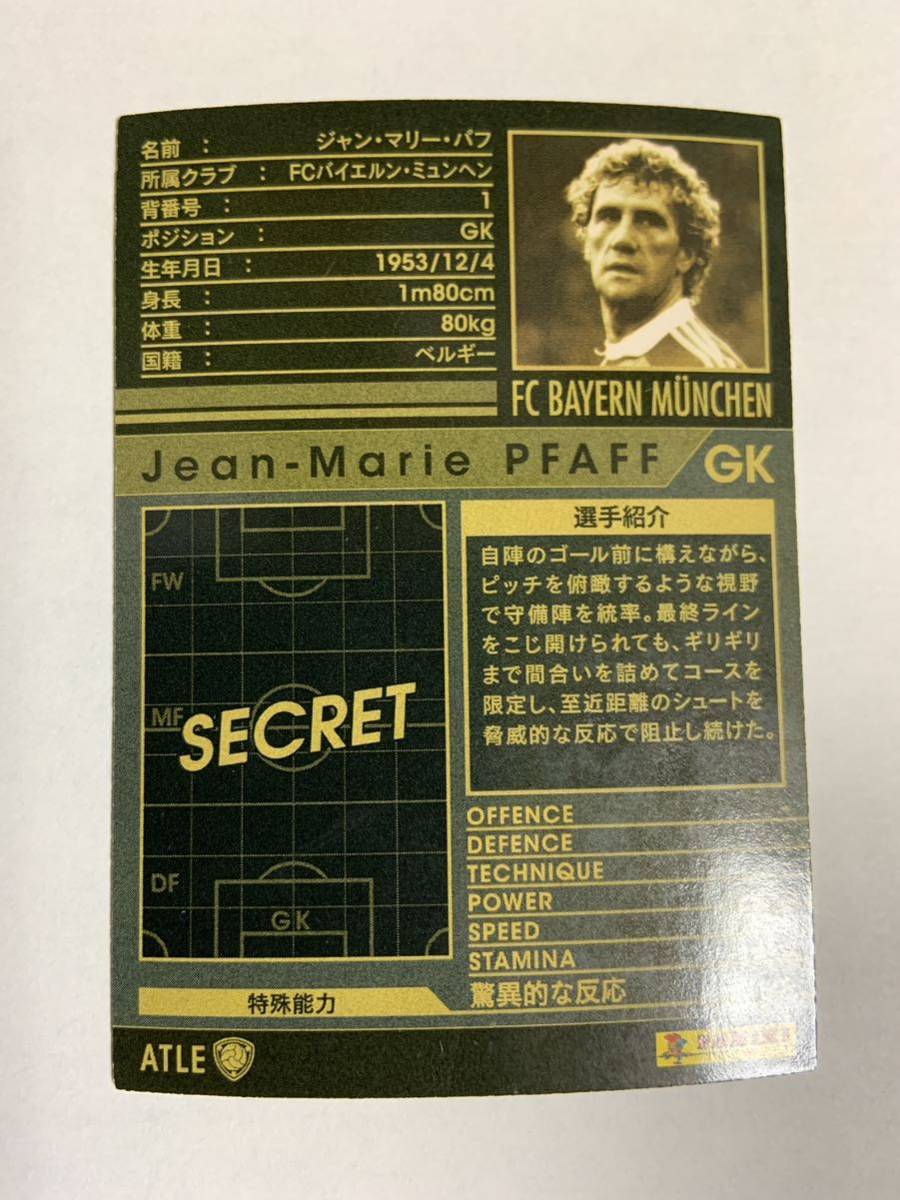 名前 : ジャン・マリー・パフ
所属クラブ : FCバイエルン・ミュンヘン
背番号 : 1
ポジション : GK
生年月日 : 1953/12/4
身長 : 1m80cm
体重 : 80kg
国籍 : ベルギー
FC BAYERN MÜNCHEN
Jean-Marie PFAFF GK
選手紹介
自陣のゴール前に構えながら、
ピッチを俯瞰するような視野
で守備陣を統率。最終ライン
をこじ開けられても、ギリギリ
まで間合いを詰めてコースを
限定し、至近距離のシュートを
脅威的な反応で阻止し続けた。
FW
MF
SECRET
DF
GK
OFFENCE
DEFENCE
TECHNIQUE
POWER
SPEED
STAMINA
特殊能力 驚異的な反応
ATLE